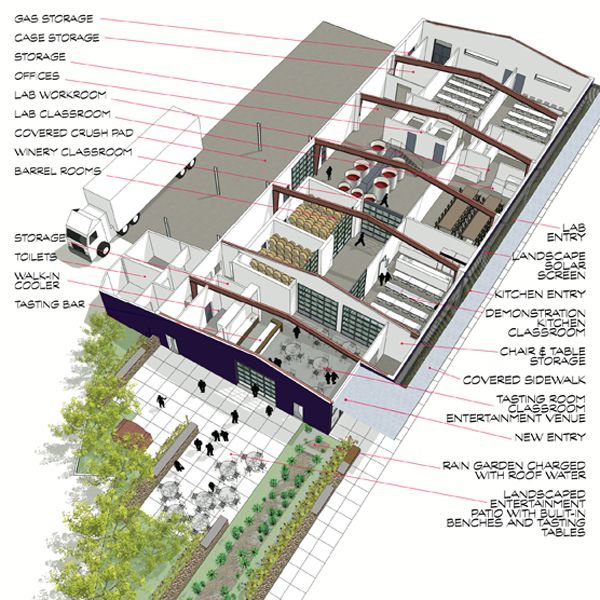 GAS STORAGE
CASE STORAGE
STORAGE
OFFICES
LAB WORKROOM
LAB CLASSROOM
COVERED CRUSH PAD
WINERY CLASSROOM
BARREL ROOMS
STORAGE
TOILETS
WALK-IN
COOLER
TASTING BAR
LAB
ENTRY
LANDSCAPE
SOLAR
SCREEN
KITCHEN ENTRY
DEMONSTRATION
KITCHEN
CLASSROOM
CHAIR & TABLE
STORAGE
COVERED SIDEWALK
TASTING ROOM
CLASSROOM
ENTERTAINMENT VENUE
NEW ENTRY
RAIN GARDEN CHARGED
WITH ROOF WATER
LANDSCAPED
ENTERTAINMENT
PATIO WITH BUILT-IN
BENCHES AND TASTING
TABLES